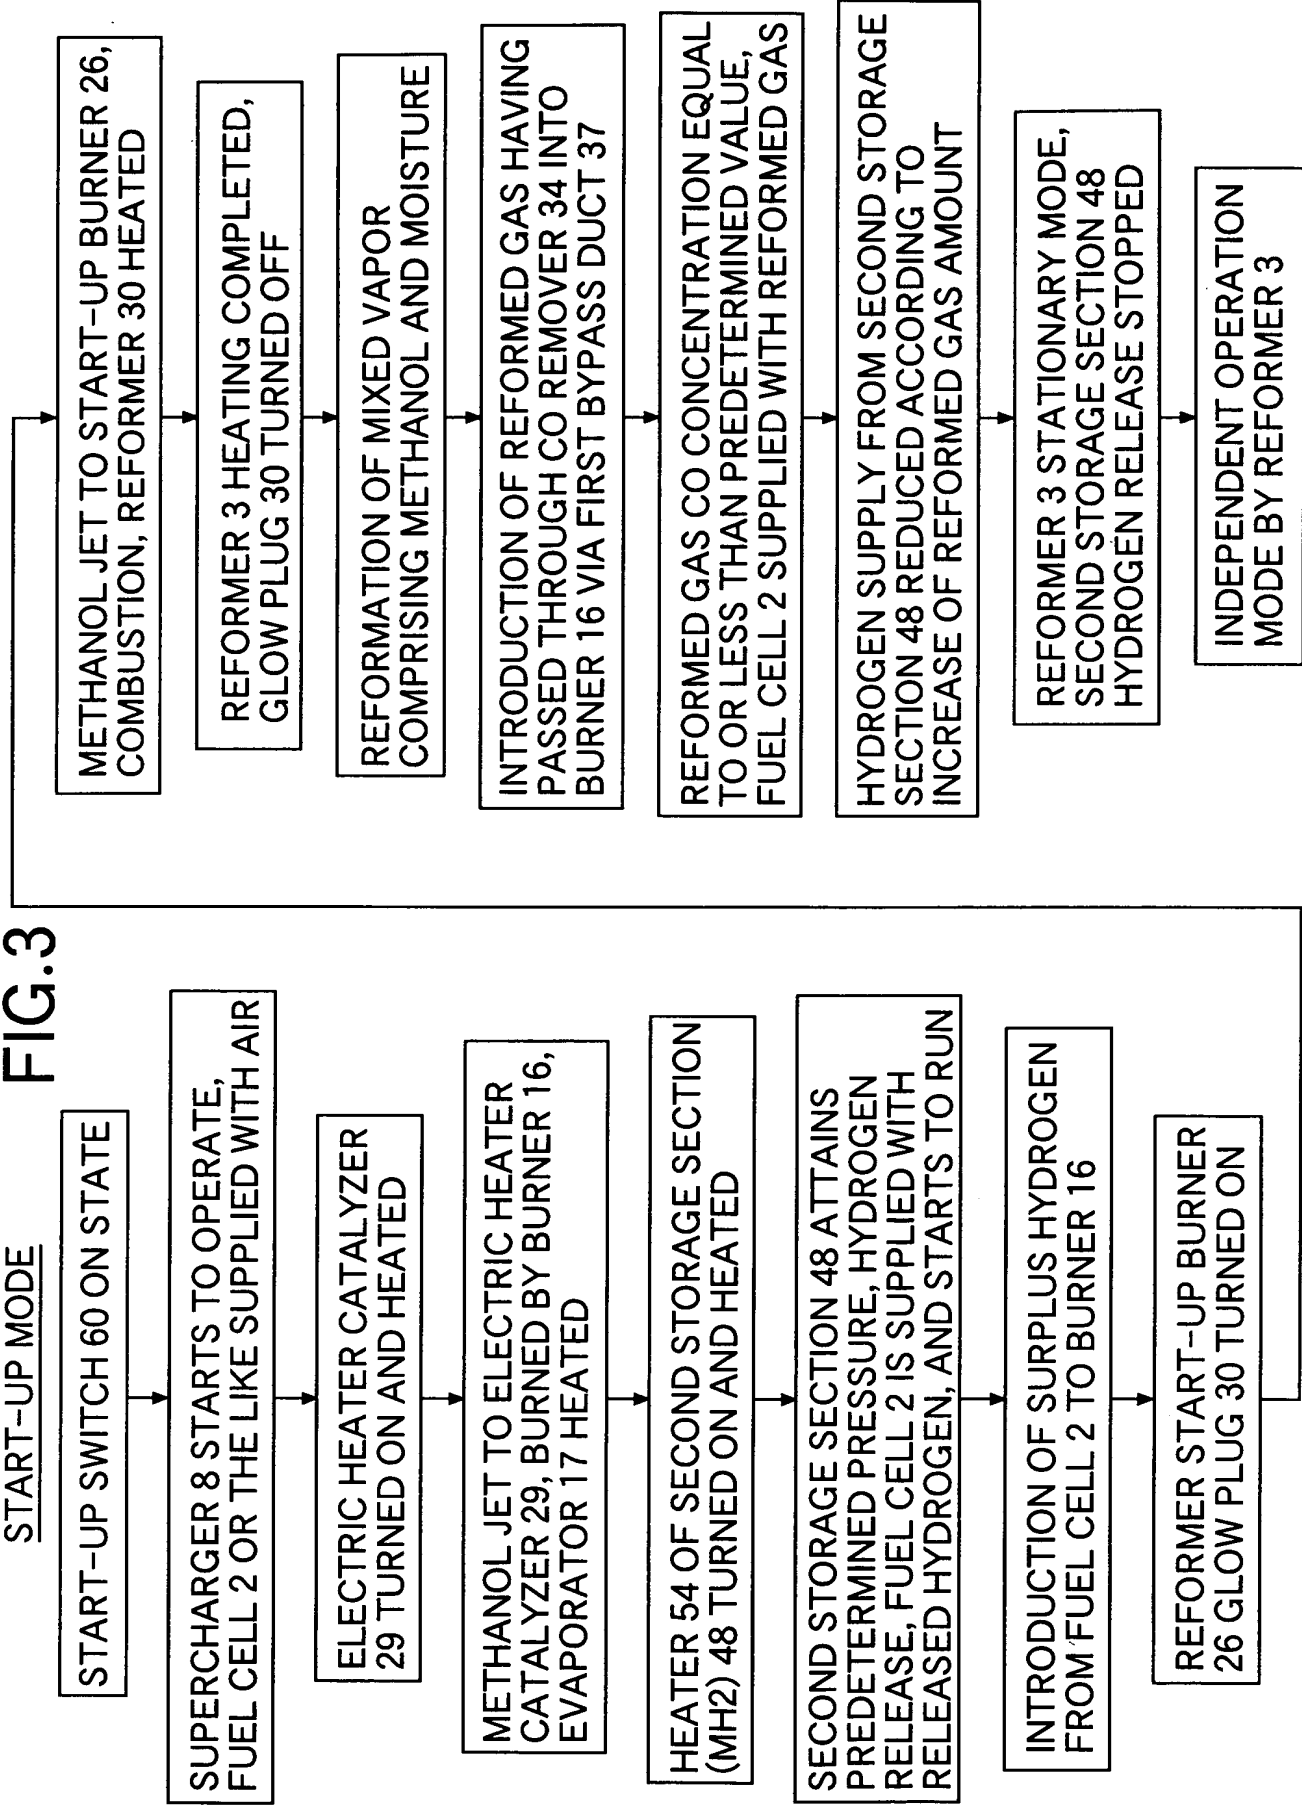 FIG.3
START-UP MODE
START-UP SWITCH 60 ON STATE
SUPERCHARGER 8 STARTS TO OPERATE,
FUEL CELL 2 OR THE LIKE SUPPLIED WITH AIR
ELECTRIC HEATER CATALYZER
29 TURNED ON AND HEATED
METHANOL JET TO ELECTRIC HEATER
CATALYZER 29, BURNED BY BURNER 16,
EVAPORATOR 17 HEATED
HEATER 54 OF SECOND STORAGE SECTION
(MH2) 48 TURNED ON AND HEATED
SECOND STORAGE SECTION 48 ATTAINS
PREDETERMINED PRESSURE, HYDROGEN
RELEASE, FUEL CELL 2 IS SUPPLIED WITH
RELEASED HYDROGEN, AND STARTS TO RUN
INTRODUCTION OF SURPLUS HYDROGEN
FROM FUEL CELL 2 TO BURNER 16
REFORMER START-UP BURNER
26 GLOW PLUG 30 TURNED ON
METHANOL JET TO START-UP BURNER 26,
COMBUSTION, REFORMER 30 HEATED
REFORMER 3 HEATING COMPLETED,
GLOW PLUG 30 TURNED OFF
REFORMATION OF MIXED VAPOR
COMPRISING METHANOL AND MOISTURE
INTRODUCTION OF REFORMED GAS HAVING
PASSED THROUGH CO REMOVER 34 INTO
BURNER 16 VIA FIRST BYPASS DUCT 37
REFORMED GAS CO CONCENTRATION EQUAL
TO OR LESS THAN PREDETERMINED VALUE,
FUEL CELL 2 SUPPLIED WITH REFORMED GAS
HYDROGEN SUPPLY FROM SECOND STORAGE
SECTION 48 REDUCED ACCORDING TO
INCREASE OF REFORMED GAS AMOUNT
REFORMER 3 STATIONARY MODE,
SECOND STORAGE SECTION 48
HYDROGEN RELEASE STOPPED
INDEPENDENT OPERATION
MODE BY REFORMER 3